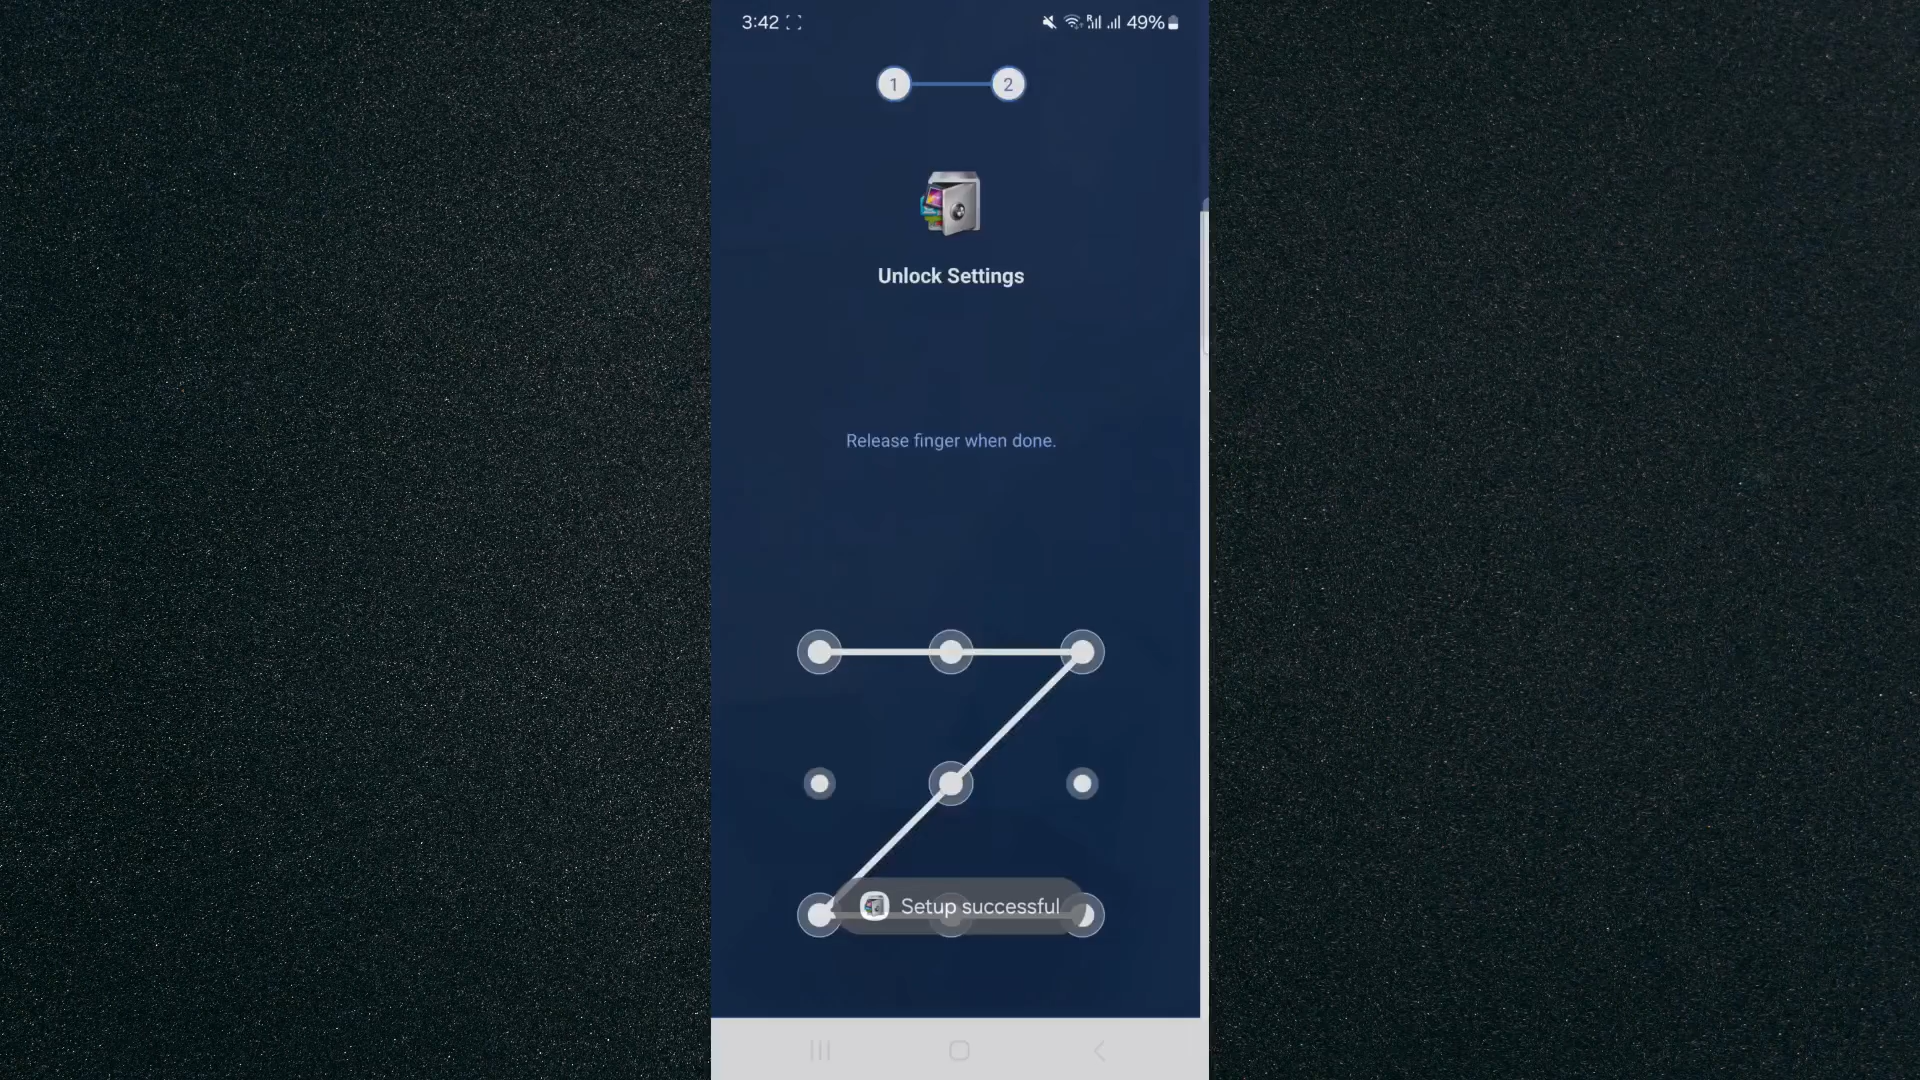 3:42 49%
1 2
Unlock Settings
Release finger when done.
Setup successful